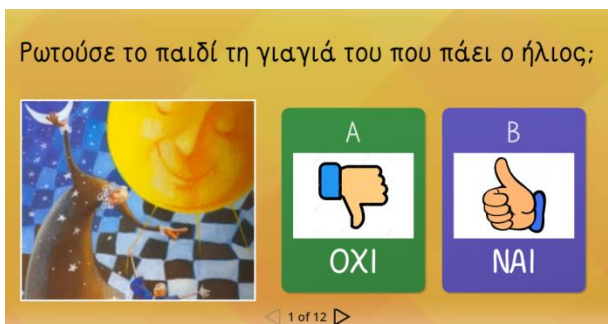 Ρωτούσε το παιδί τη γιαγιά του που πάει ο ήλιος;
A
ΟΧΙ
B
ΝΑΙ
1 of 12